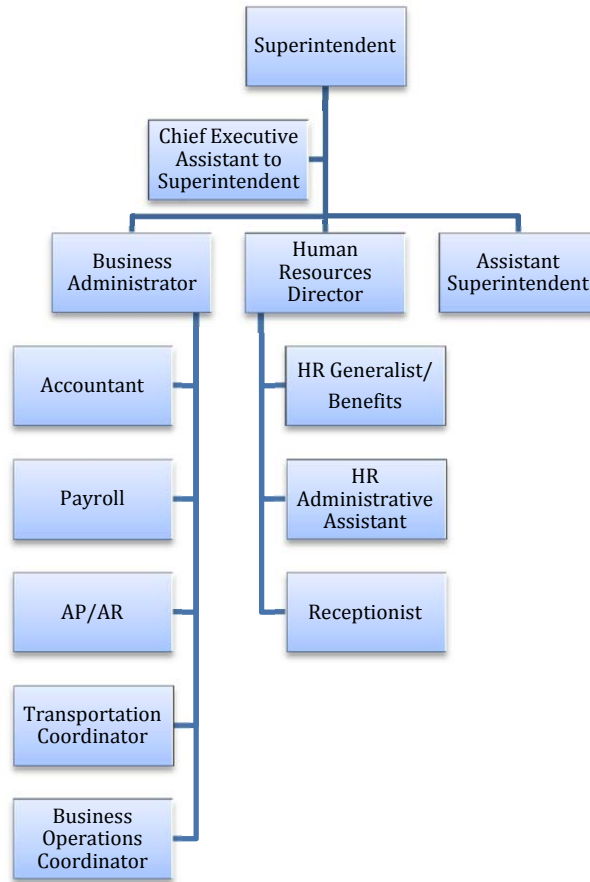 Superintendent
Chief Executive
Assistant to
Superintendent
Business
Administrator
Human
Resources
Director
Assistant
Superintendent
Accountant
Payroll
AP/AR
Transportation
Coordinator
Business
Operations
Coordinator
HR Generalist/
Benefits
HR
Administrative
Assistant
Receptionist